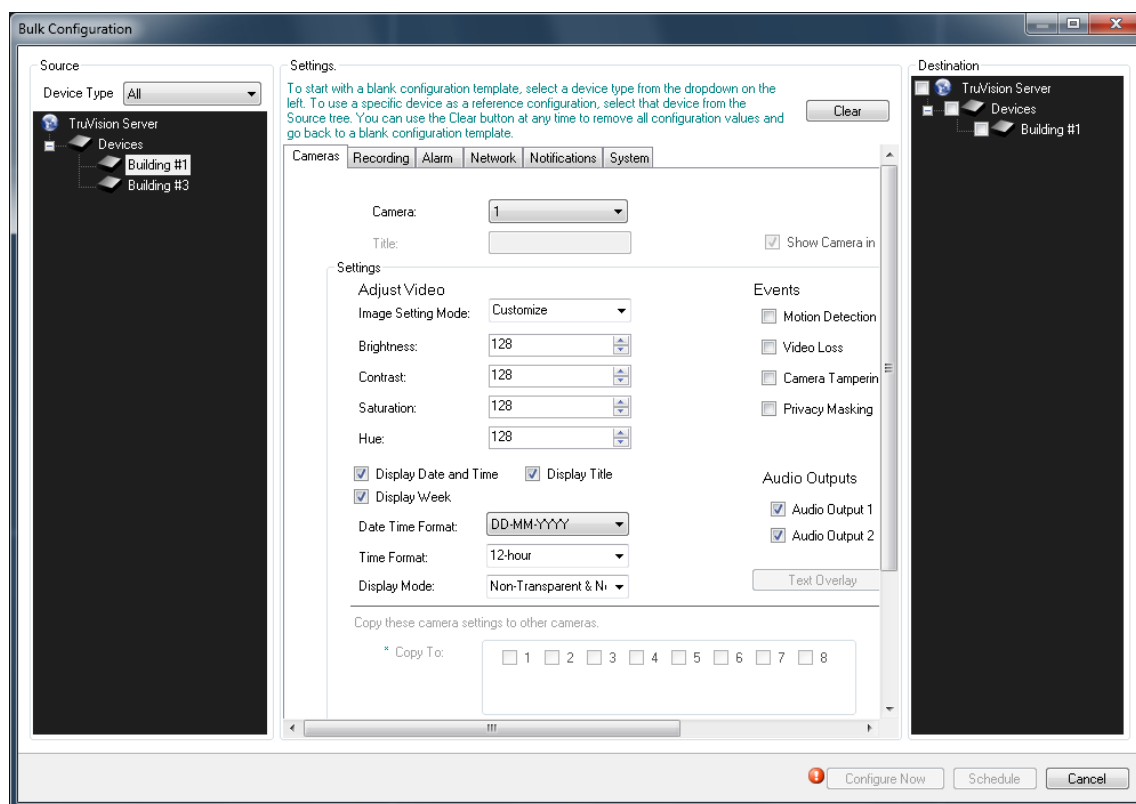 Bulk Configuration
Source
Device Type All
TruVision Server
Devices
Building #1
Building #3
Settings.
To start with a blank configuration template, select a device type from the dropdown on the
left. To use a specific device as a reference configuration, select that device from the
Source tree. You can use the Clear button at any time to remove all configuration values and
go back to a blank configuration template.
Clear
Cameras Recording Alarm Network Notifications System
Camera: 1
Title:
Show Camera in
Settings
Adjust Video
Image Setting Mode: Customize
Brightness: 128
Contrast: 128
Saturation: 128
Hue: 128
Display Date and Time Display Title
Display Week
Date Time Format: DD-MM-YYYY
Time Format: 12-hour
Display Mode: Non-Transparent & N
Events
Motion Detection
Video Loss
Camera Tamperin
Privacy Masking
Audio Outputs
Audio Output 1
Audio Output 2
Text Overlay
Copy these camera settings to other cameras.
* Copy To: 1 2 3 4 5 6 7 8
Destination
TruVision Server
Devices
Building #1
Configure Now Schedule Cancel